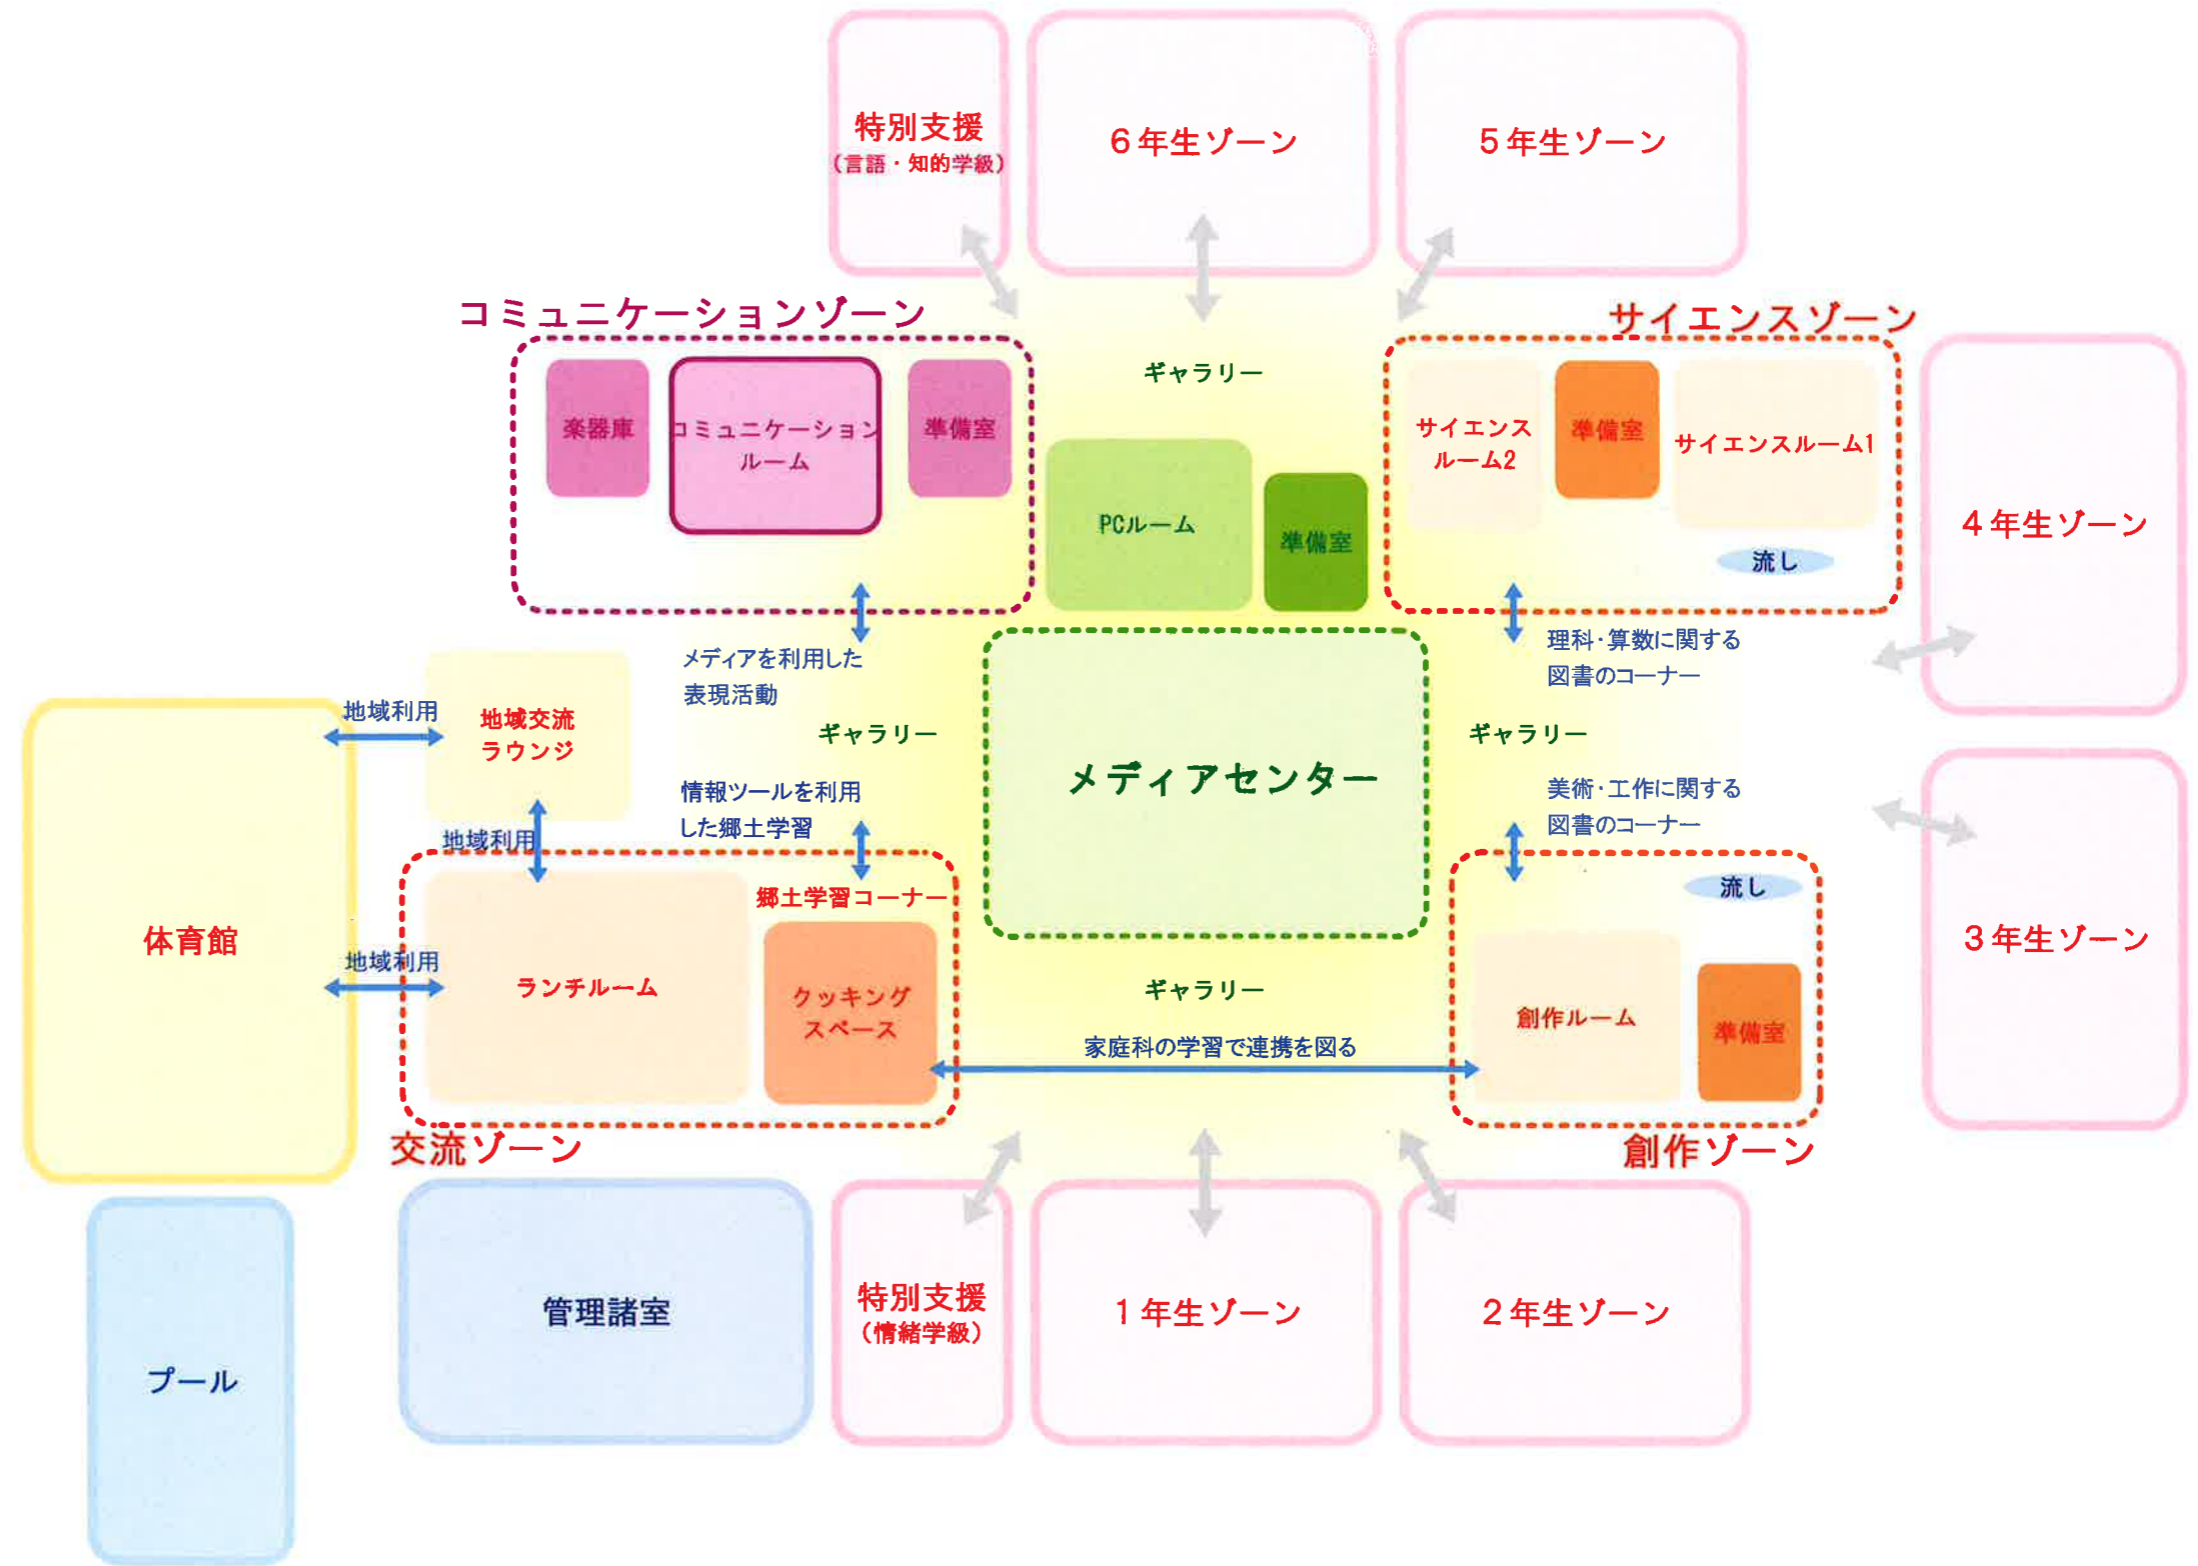 特別支援
（言語・知的学級）
６年生ゾーン
５年生ゾーン
コミュニケーションゾーン
サイエンスゾーン
楽器庫
コミュニケーション
ルーム
準備室
ギャラリー
PCルーム
準備室
サイエンス
ルーム2
準備室
サイエンスルーム1
流し
４年生ゾーン
メディアを利用した
表現活動
理科・算数に関する
図書のコーナー
地域利用
地域交流
ラウンジ
ギャラリー
メディアセンター
ギャラリー
情報ツールを利用
した郷土学習
美術・工作に関する
図書のコーナー
地域利用
体育館
地域利用
ランチルーム
郷土学習コーナー
クッキング
スペース
ギャラリー
家庭科の学習で連携を図る
流し
創作ルーム
準備室
３年生ゾーン
交流ゾーン
創作ゾーン
プール
管理諸室
特別支援
（情緒学級）
１年生ゾーン
２年生ゾーン